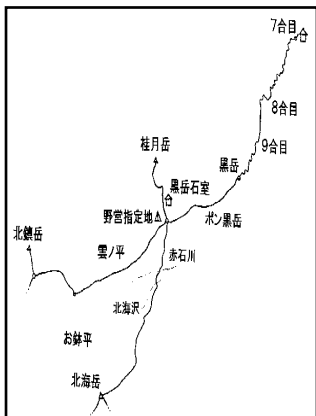 7合目
8合目
9合目
桂月岳
黒岳
黒岳石室
野営指定地
ポン黒岳
北鎮岳
雲ノ平
赤石川
北海沢
お鉢平
北海岳